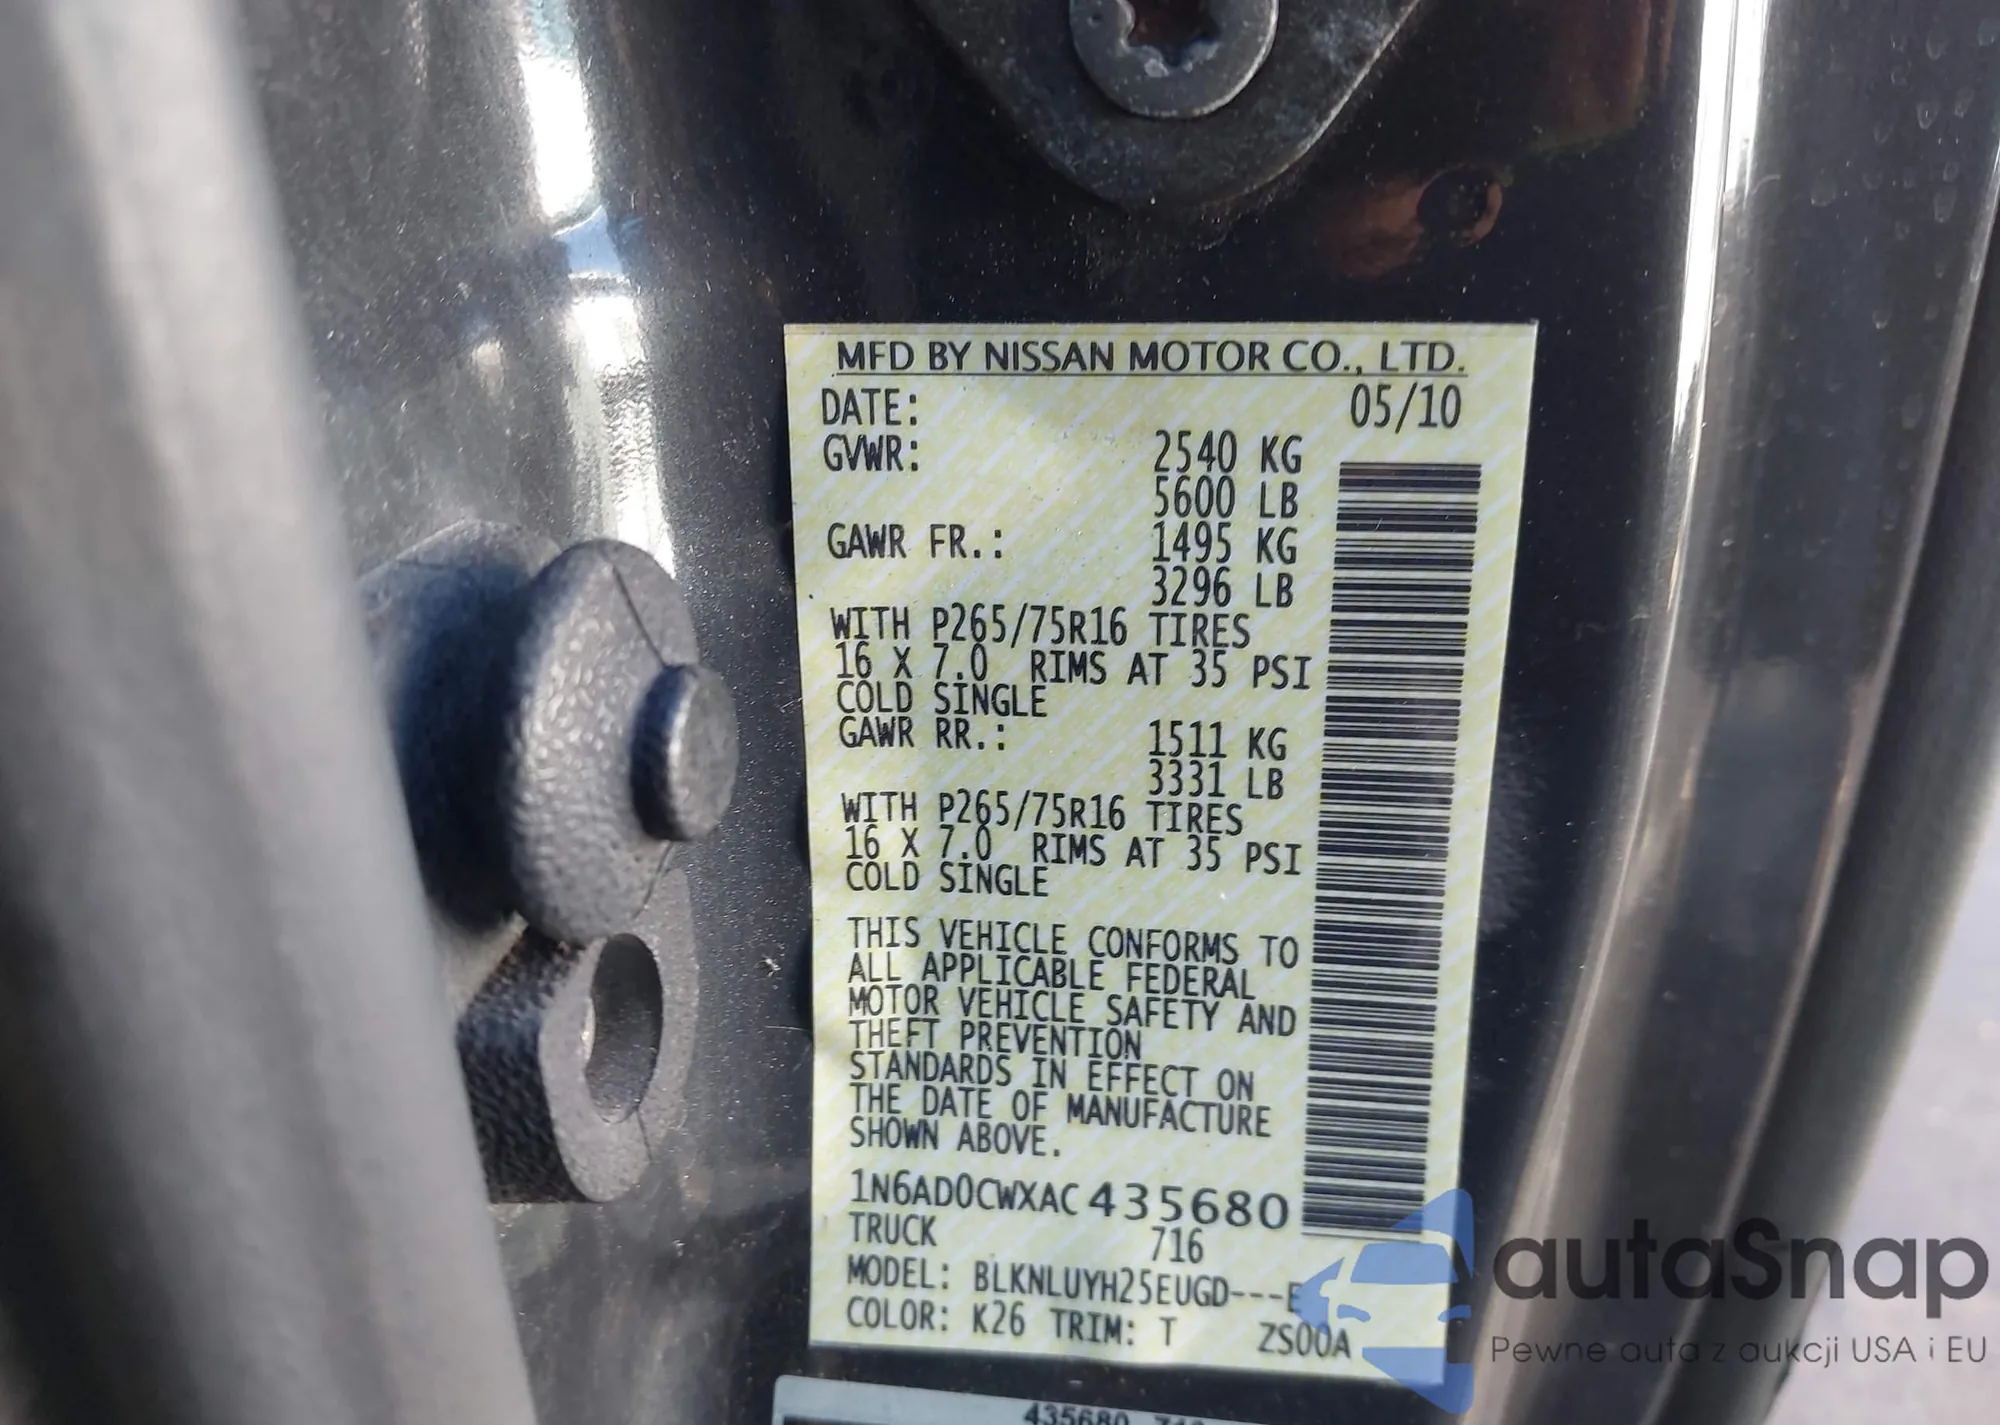 MFD BY NISSAN MOTOR CO., LTD.
DATE: 05/10
GVWR: 2540 KG
5600 LB
GAWR FR.: 1495 KG
3296 LB
WITH P265/75R16 TIRES
16 X 7.0 RIMS AT 35 PSI
COLD SINGLE
GAWR RR.: 1511 KG
3331 LB
WITH P265/75R16 TIRES
16 X 7.0 RIMS AT 35 PSI
COLD SINGLE
THIS VEHICLE CONFORMS TO
ALL APPLICABLE FEDERAL
MOTOR VEHICLE SAFETY AND
THEFT PREVENTION
STANDARDS IN EFFECT ON
THE DATE OF MANUFACTURE
SHOWN ABOVE.
1N6AD0CWXAC 435680
TRUCK 716
MODEL: BLKNLUYH25EUGD---E
COLOR: K26 TRIM: T ZS00A
435680
autaSnap
Pewne auta z aukcji USA i EU